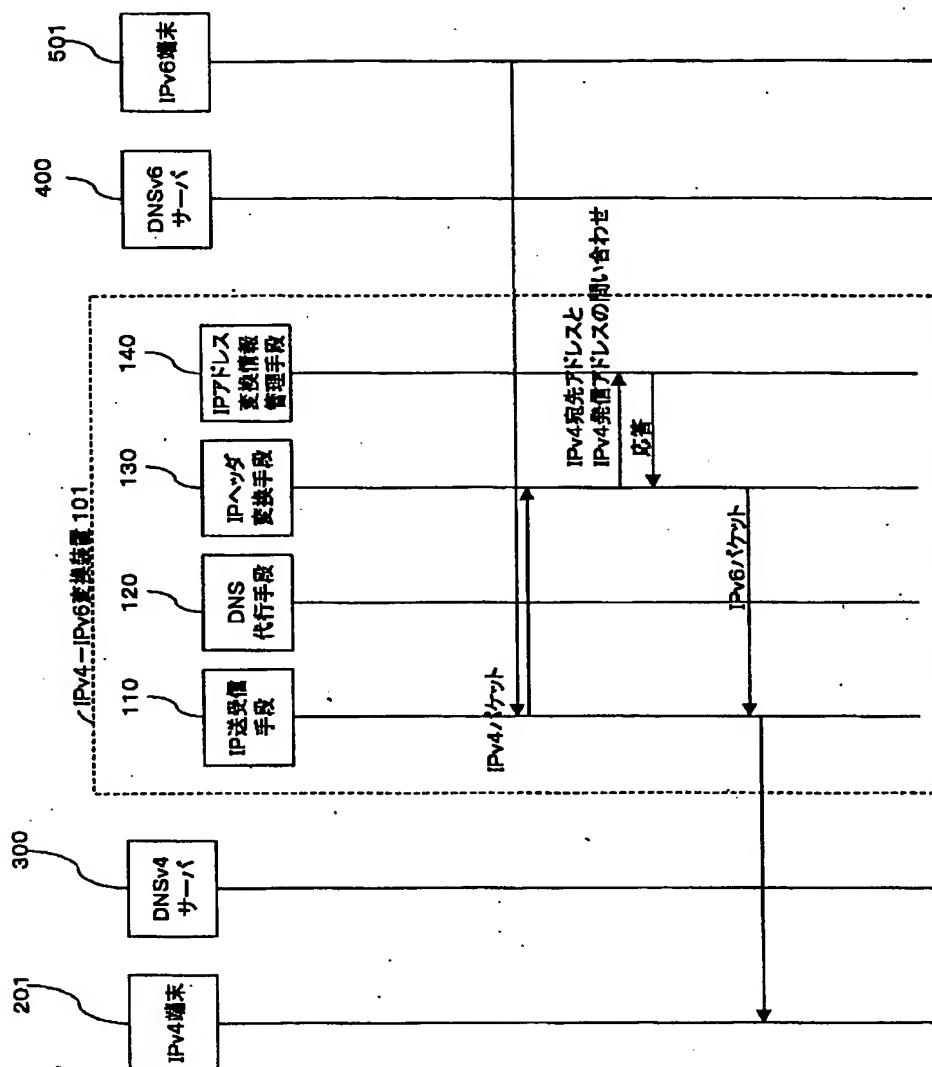 201
IPv4端末
300
DNSv4
サーバ
IPv4－IPv6変換装置 101
110
IP送受信
手段
120
DNS
代行手段
130
IPヘッダ
変換手段
140
IPアドレス
変換情報
管理手段
400
DNSv6
サーバ
501
IPv6端末
IPv4パケット
IPv4宛先アドレスと
IPv4発信アドレスの問い合わせ
応答
IPv6パケット